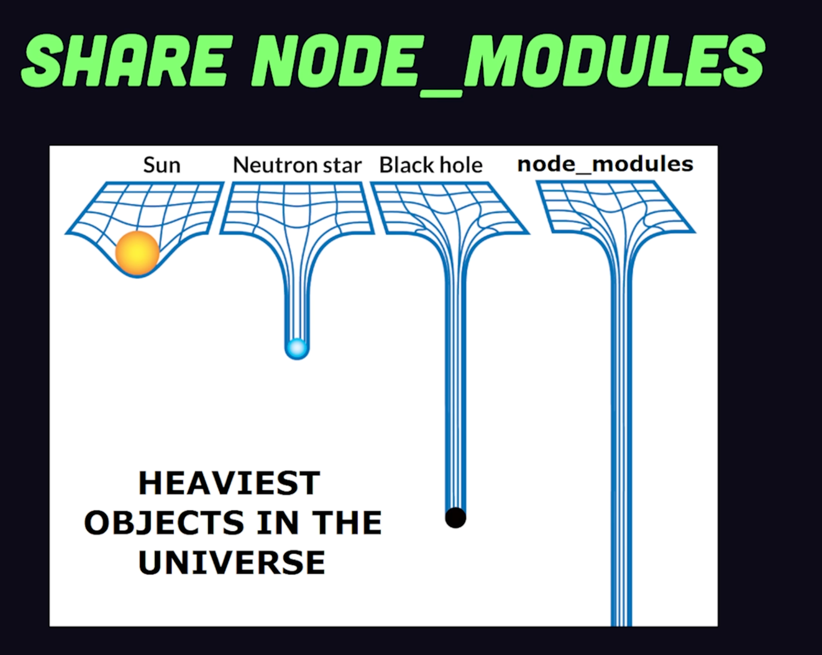 SHARE NODE_MODULES
Sun Neutron star Black hole node_modules
HEAVIEST
OBJECTS IN THE
UNIVERSE